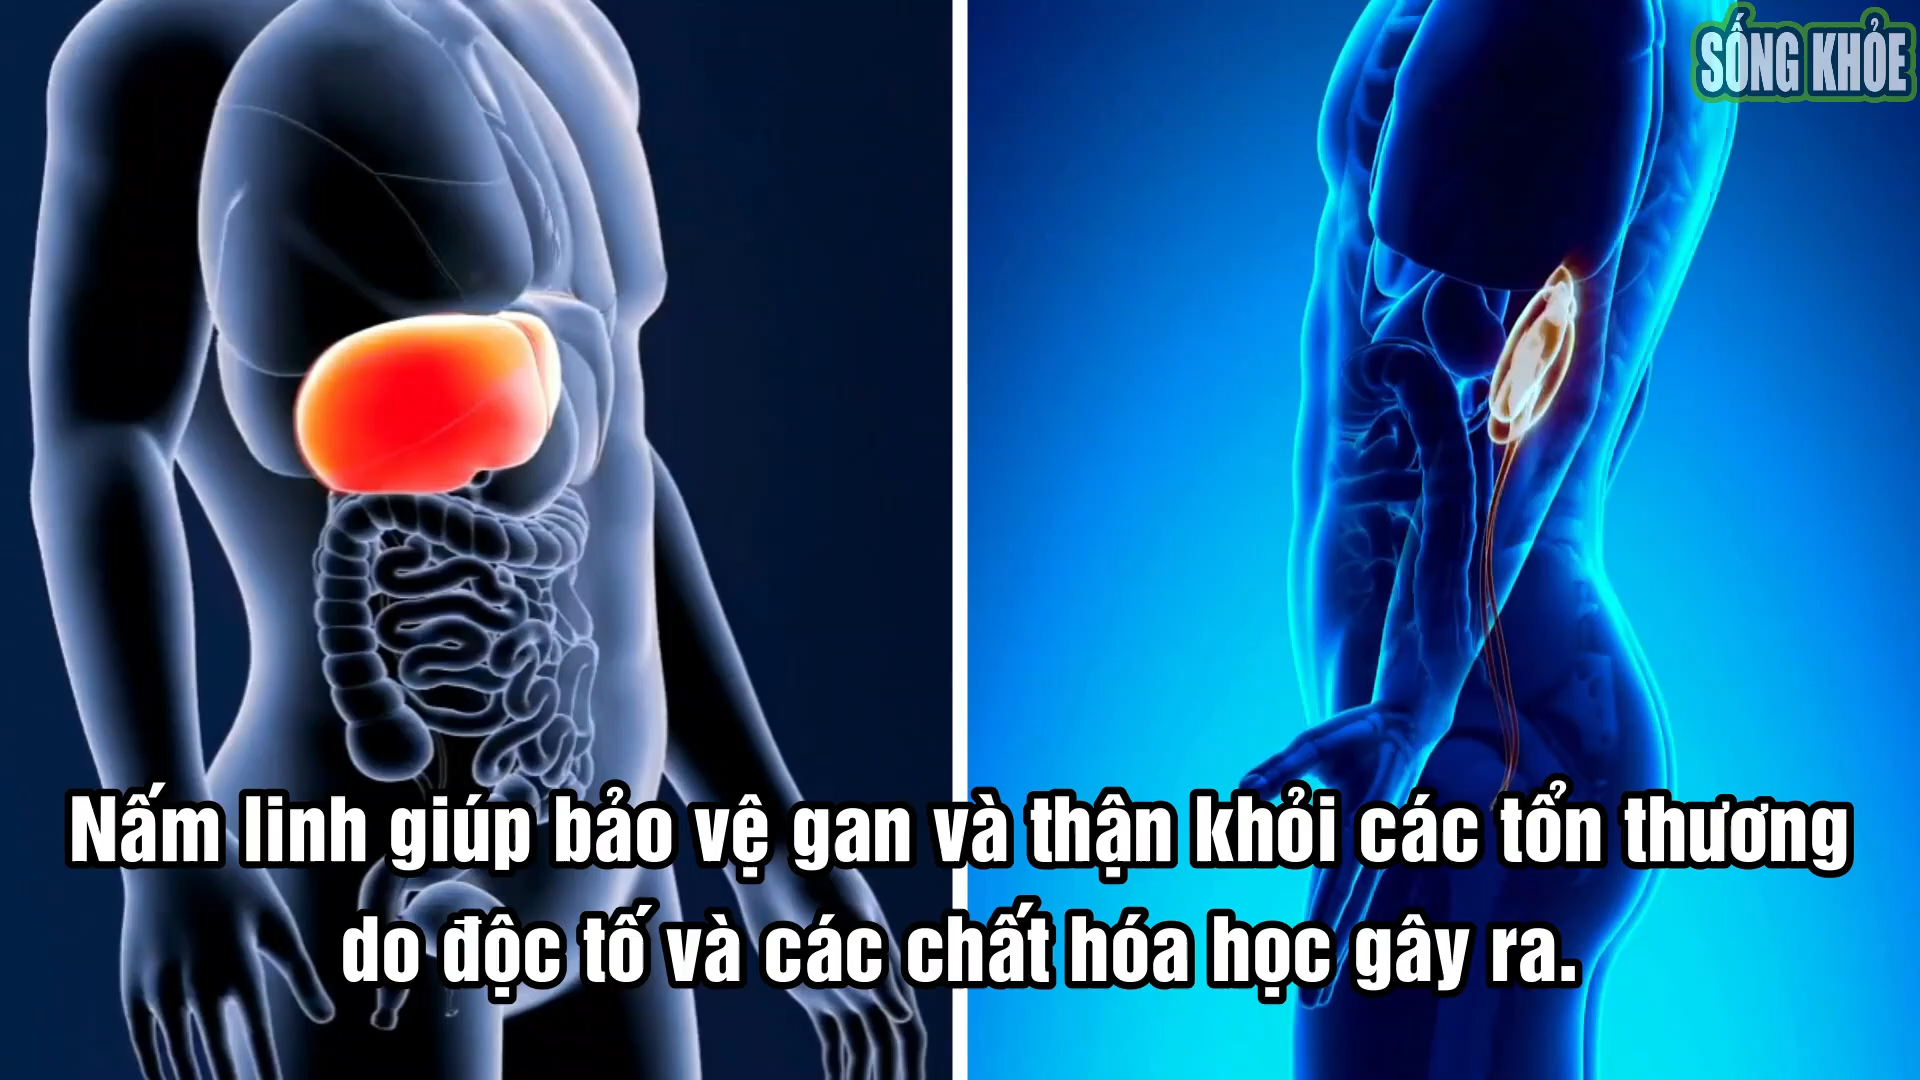 SỐNG KHỎE
Nấm linh giúp bảo vệ gan và thận khỏi các tổn thương
do độc tố và các chất hóa học gây ra.